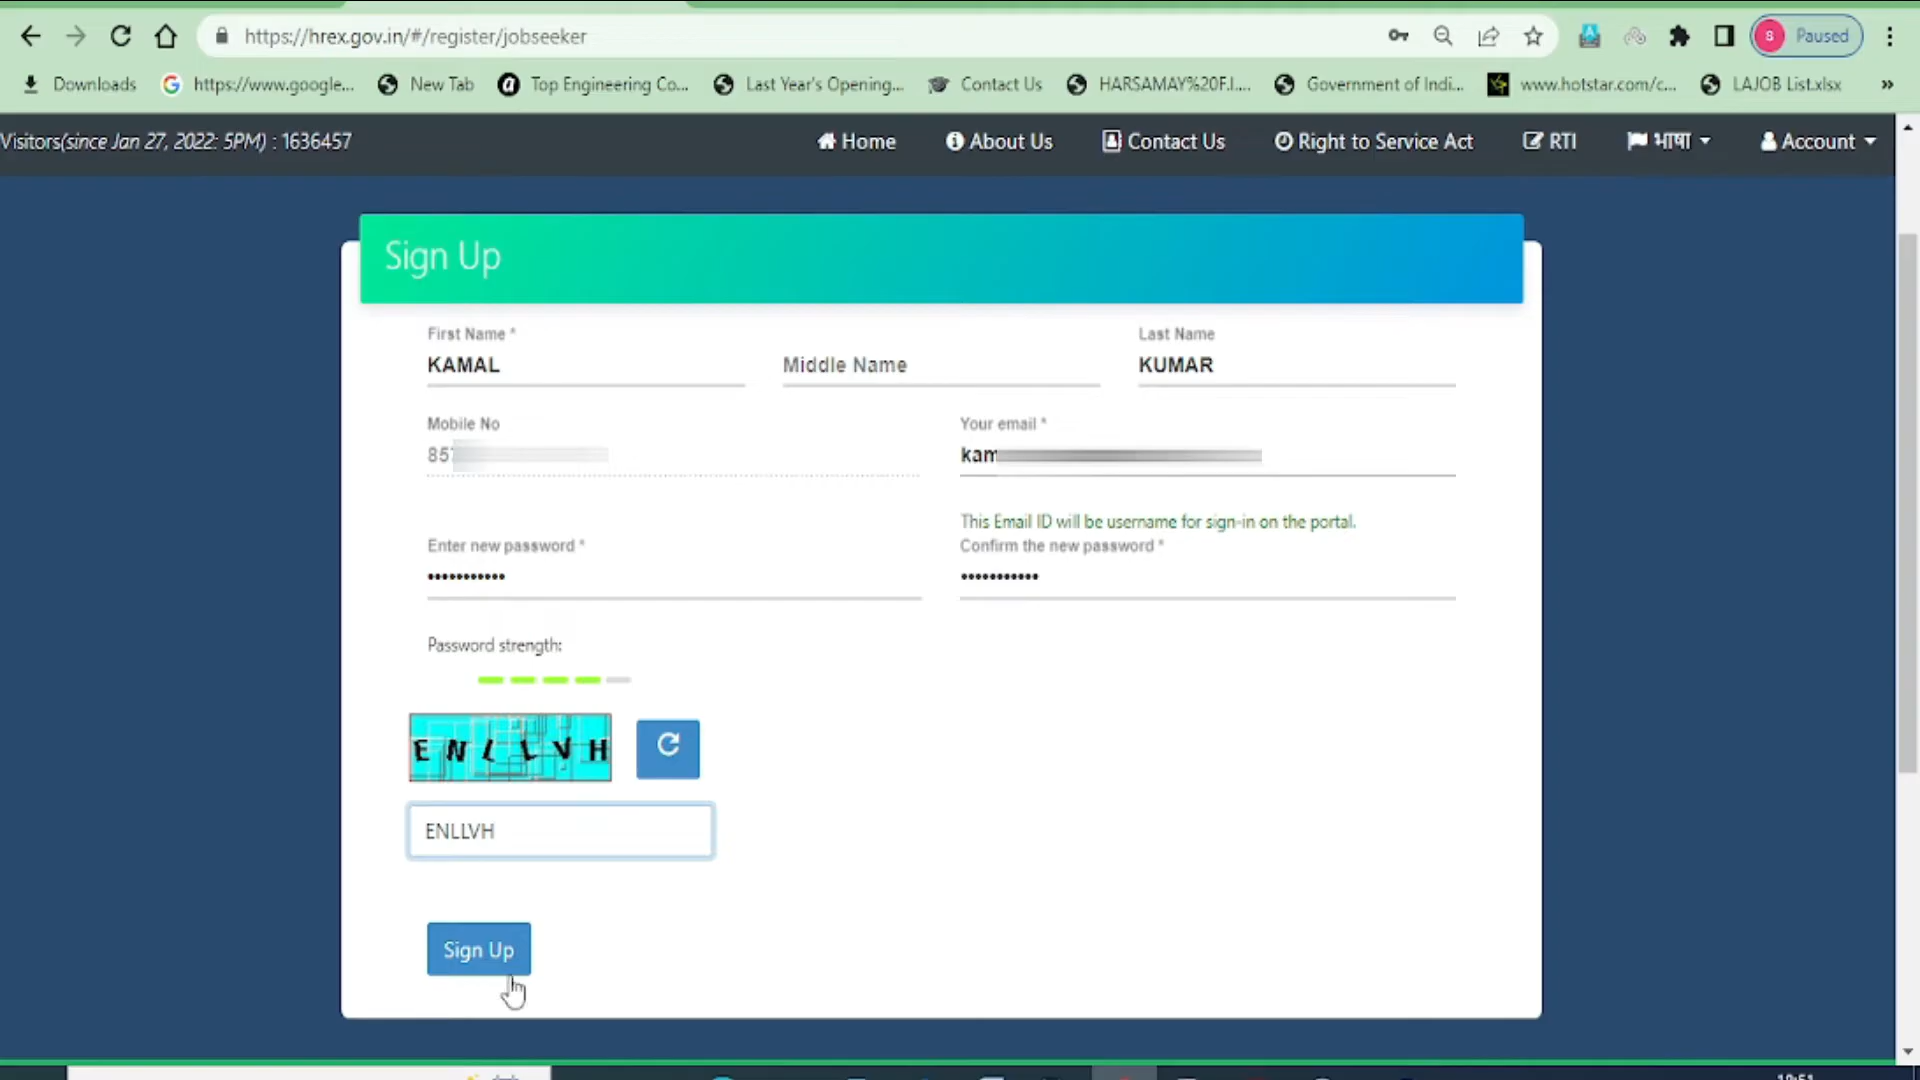 https://hrex.gov.in/#/register/jobseeker
S Paused
Downloads https://www.google... New Tab Top Engineering Co... Last Year's Opening... Contact Us HARSAMAY%20F.I.... Government of Indi... www.hotstar.com/c... LAJOB List.xlsx »
Visitors(since Jan 27, 2022: 5PM) : 1636457 Home About Us Contact Us Right to Service Act RTI भाषा Account
Sign Up
First Name * Last Name
KAMAL Middle Name KUMAR
Mobile No Your email *
857 kam
This Email ID will be username for sign-in on the portal.
Enter new password * Confirm the new password *
••••••••••• •••••••••••
Password strength:
ENLLVH
ENLLVH
Sign Up